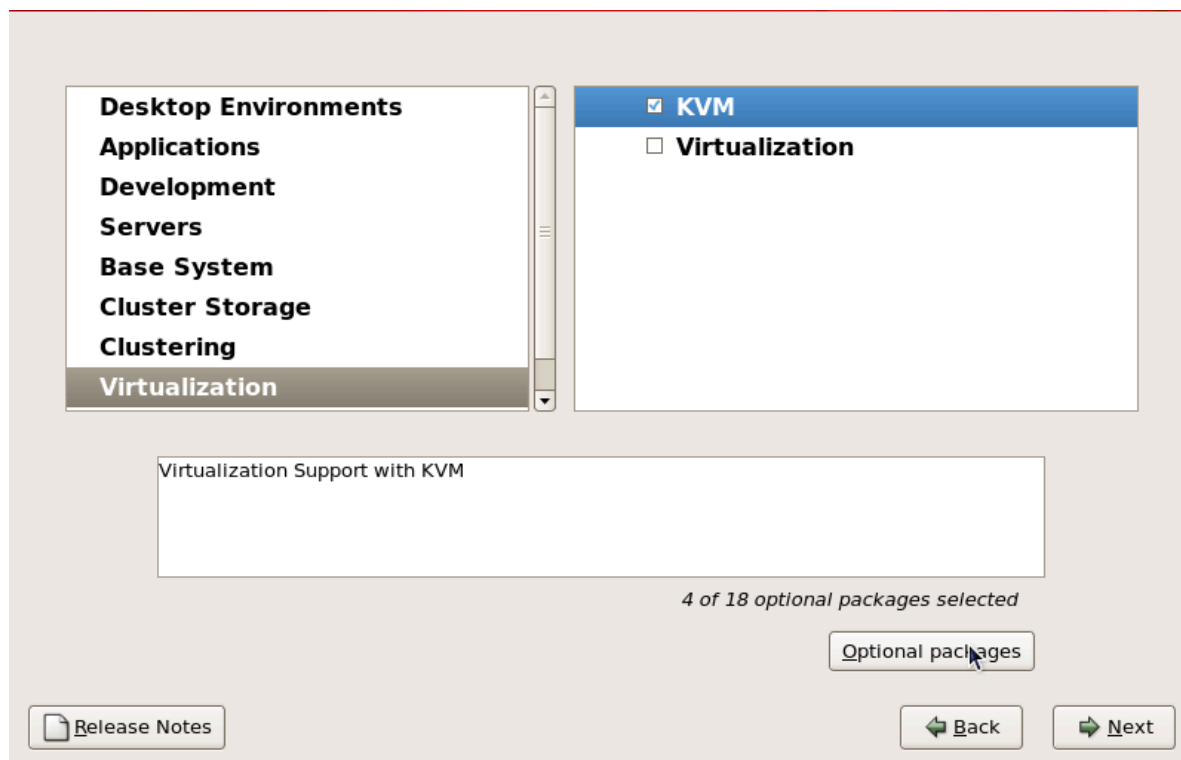 Desktop Environments
Applications
Development
Servers
Base System
Cluster Storage
Clustering
Virtualization
KVM
Virtualization
Virtualization Support with KVM
4 of 18 optional packages selected
Optional packages
Release Notes
Back
Next